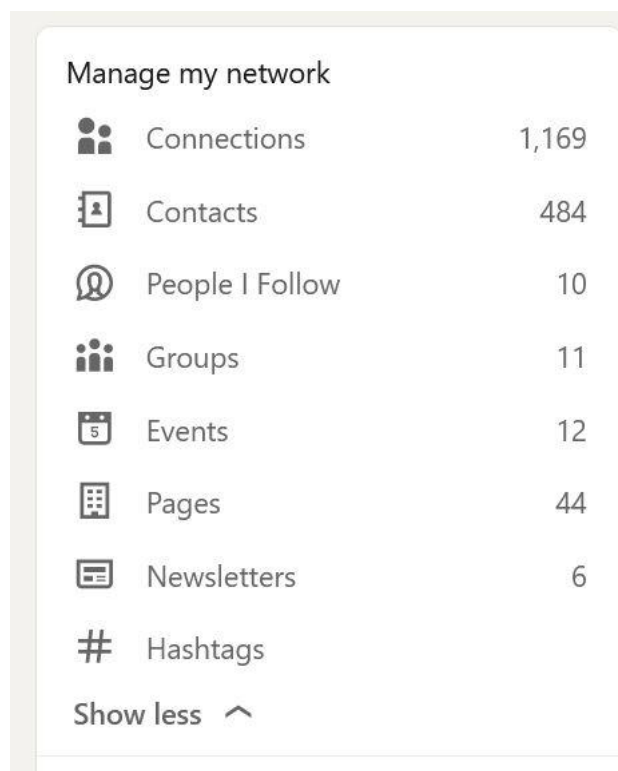 Manage my network
Connections 1,169
Contacts 484
People I Follow 10
Groups 11
5
Events 12
Pages 44
Newsletters 6
# Hashtags
Show less